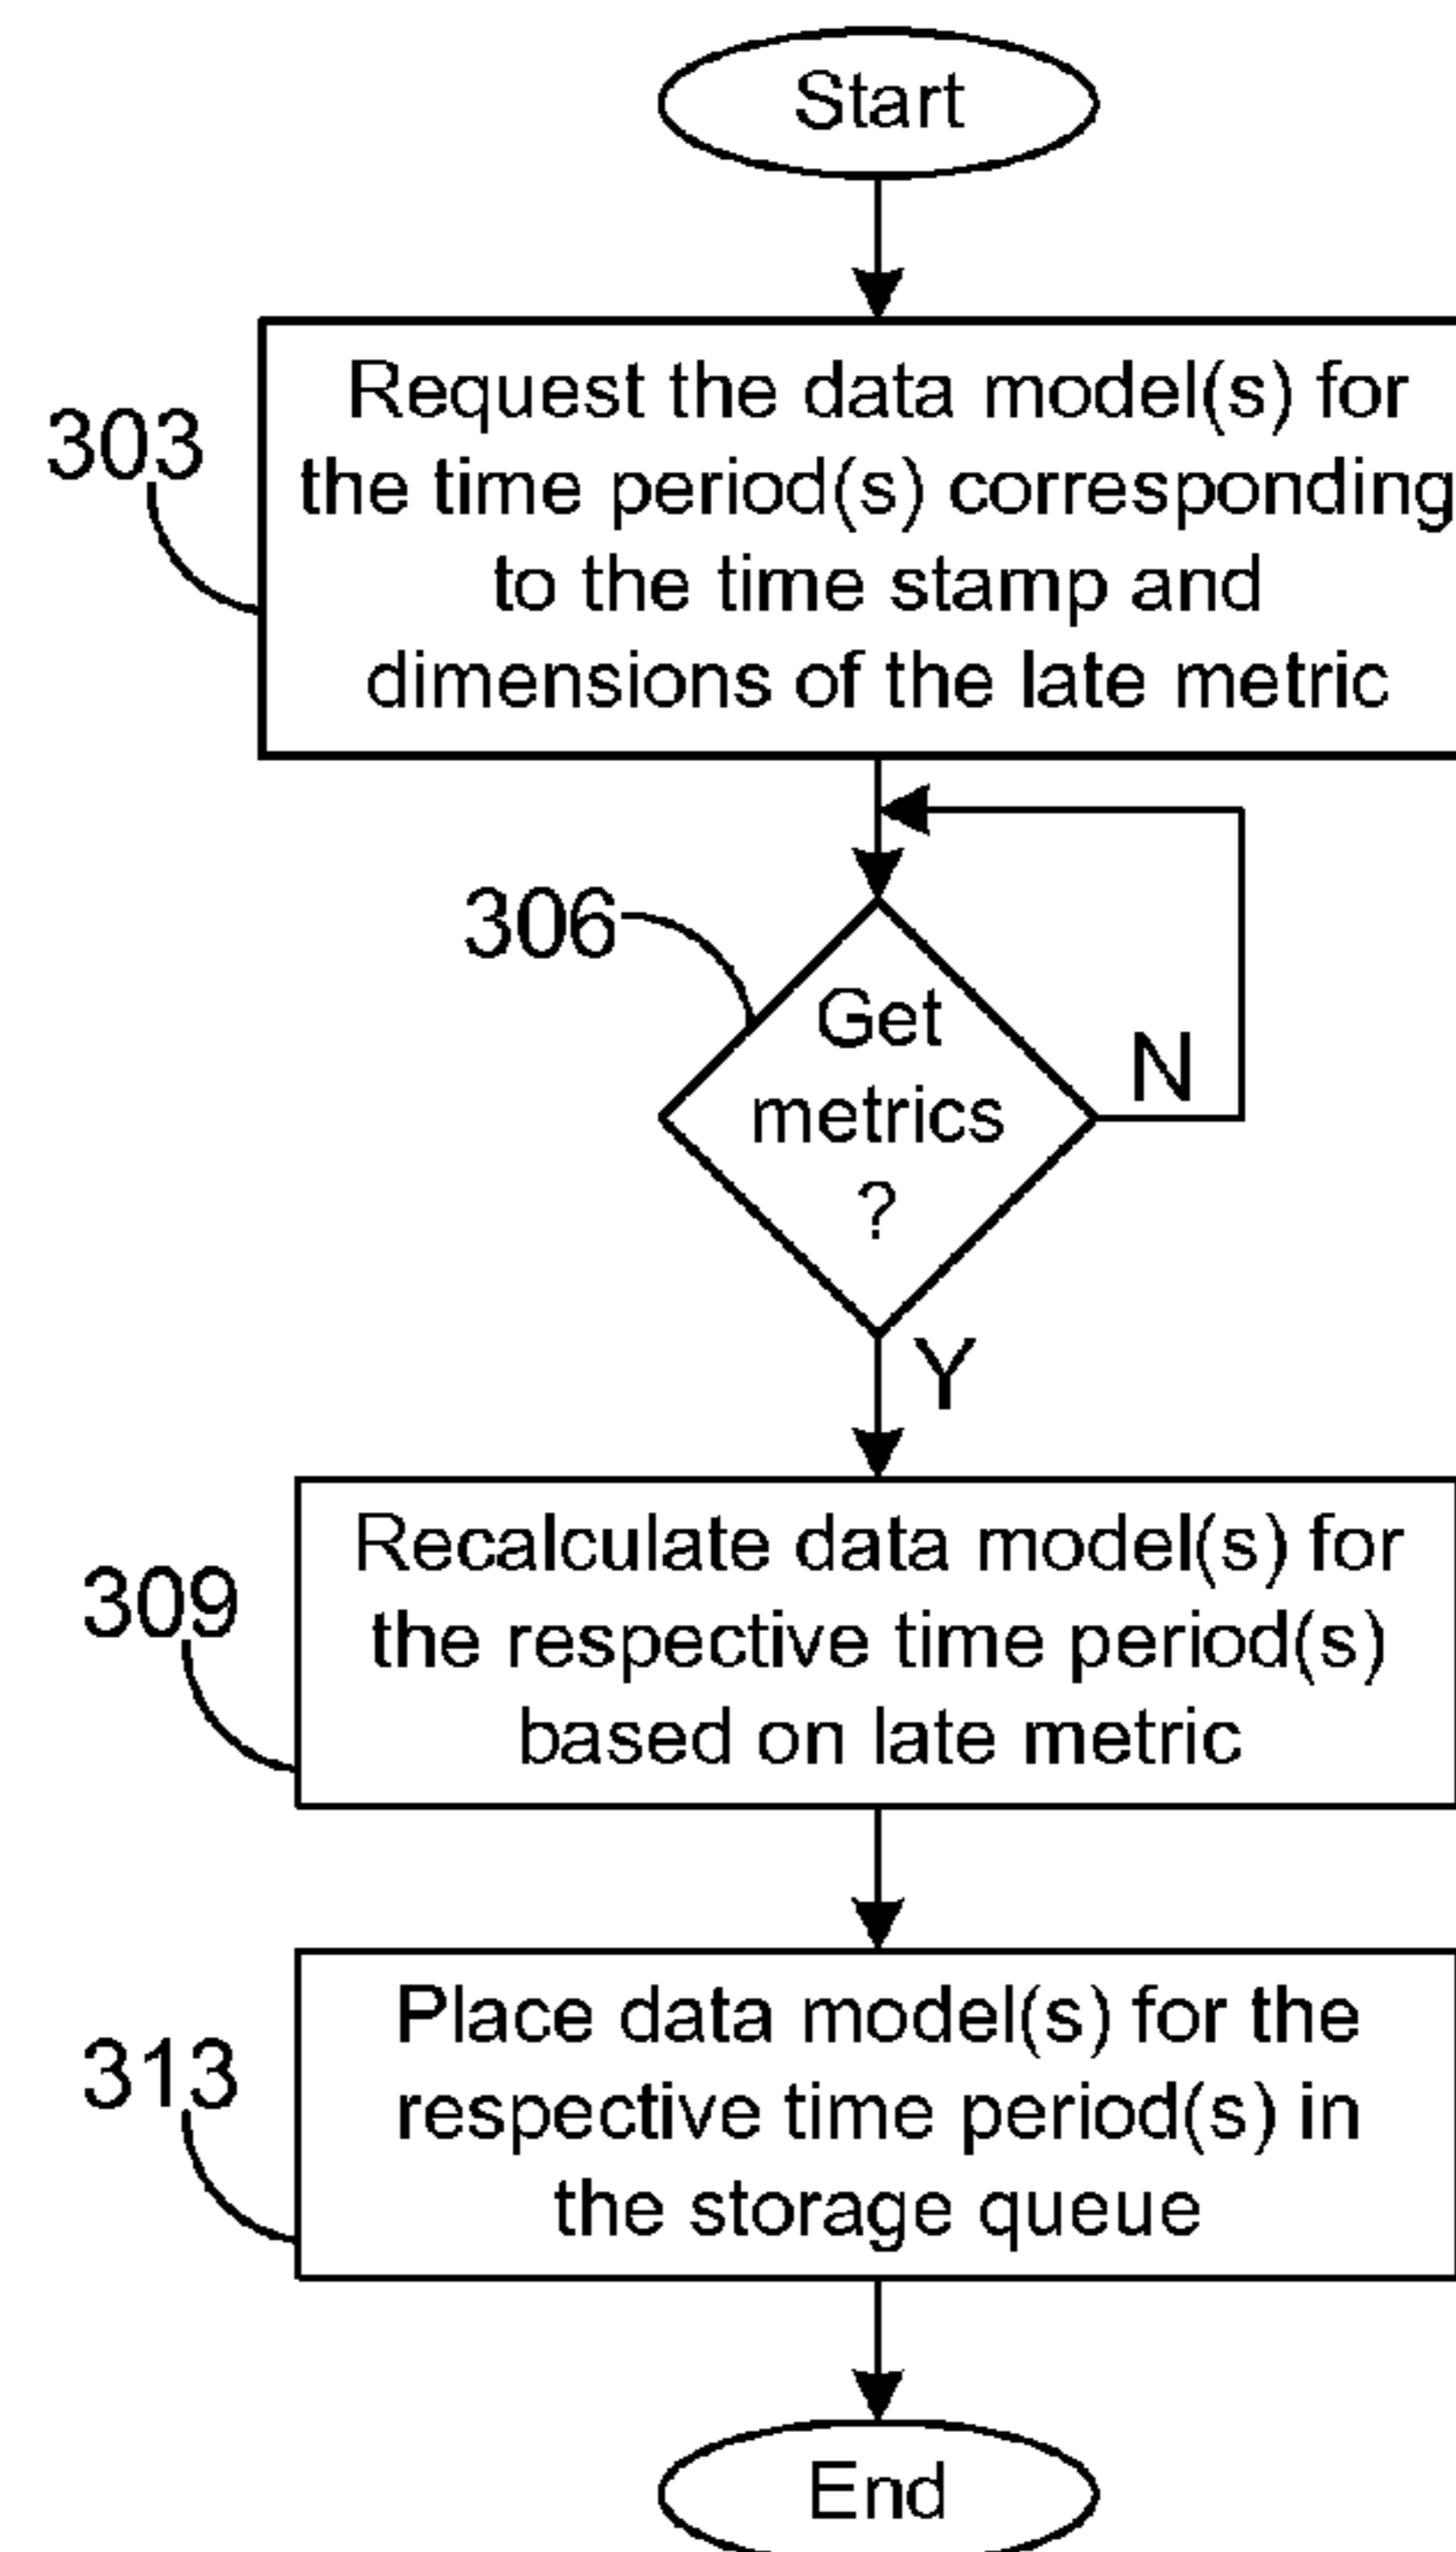 Start
303
Request the data model(s) for
the time period(s) corresponding
to the time stamp and
dimensions of the late metric
306
Get
metrics
?
N
Y
309
Recalculate data model(s) for
the respective time period(s)
based on late metric
313
Place data model(s) for the
respective time period(s) in
the storage queue
End